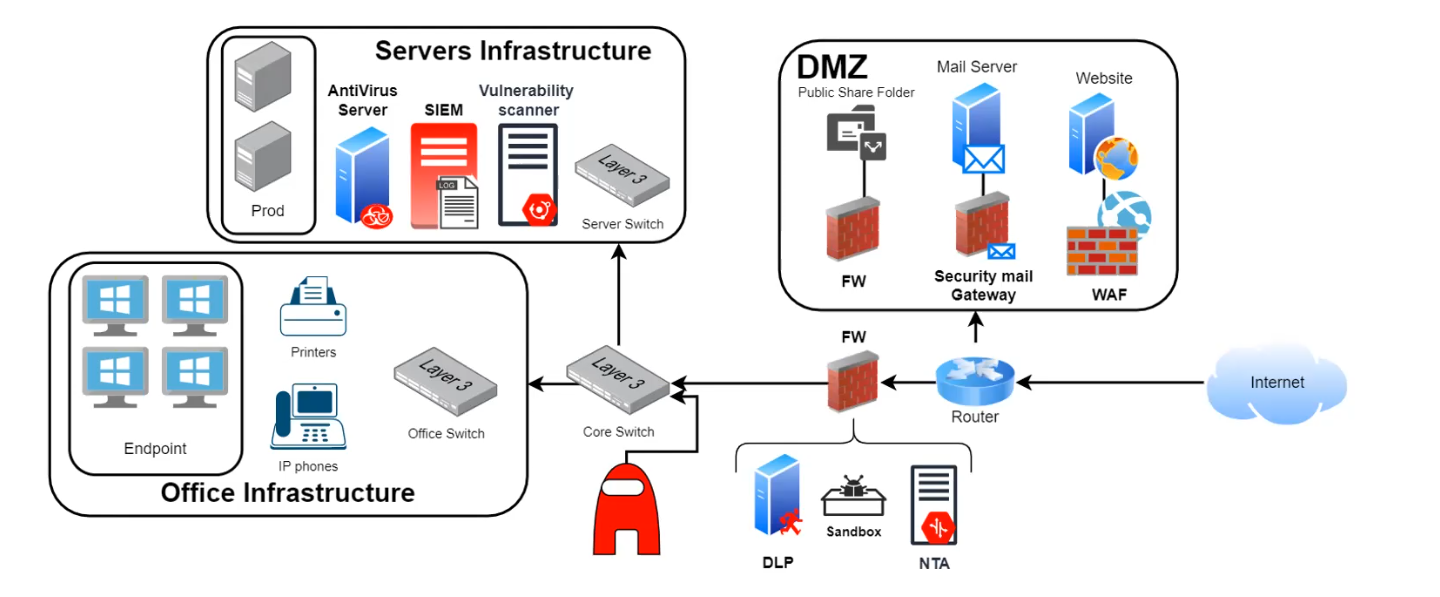 Servers Infrastructure
AntiVirus
Server
SIEM
Vulnerability
scanner
LOG
Layer 3
Server Switch
Prod
DMZ
Public Share Folder
Mail Server
Website
FW
Security mail
Gateway
WAF
Endpoint
Printers
IP phones
Layer 3
Office Switch
Office Infrastructure
Layer 3
Core Switch
FW
Router
Internet
DLP
Sandbox
NTA